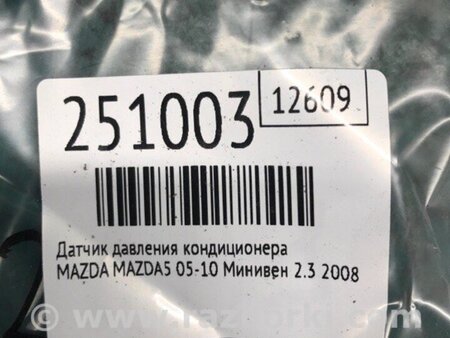 251003
12609
Датчик давления кондиционера
MAZDA MAZDA5 05-10 Минивен 2.3 2008